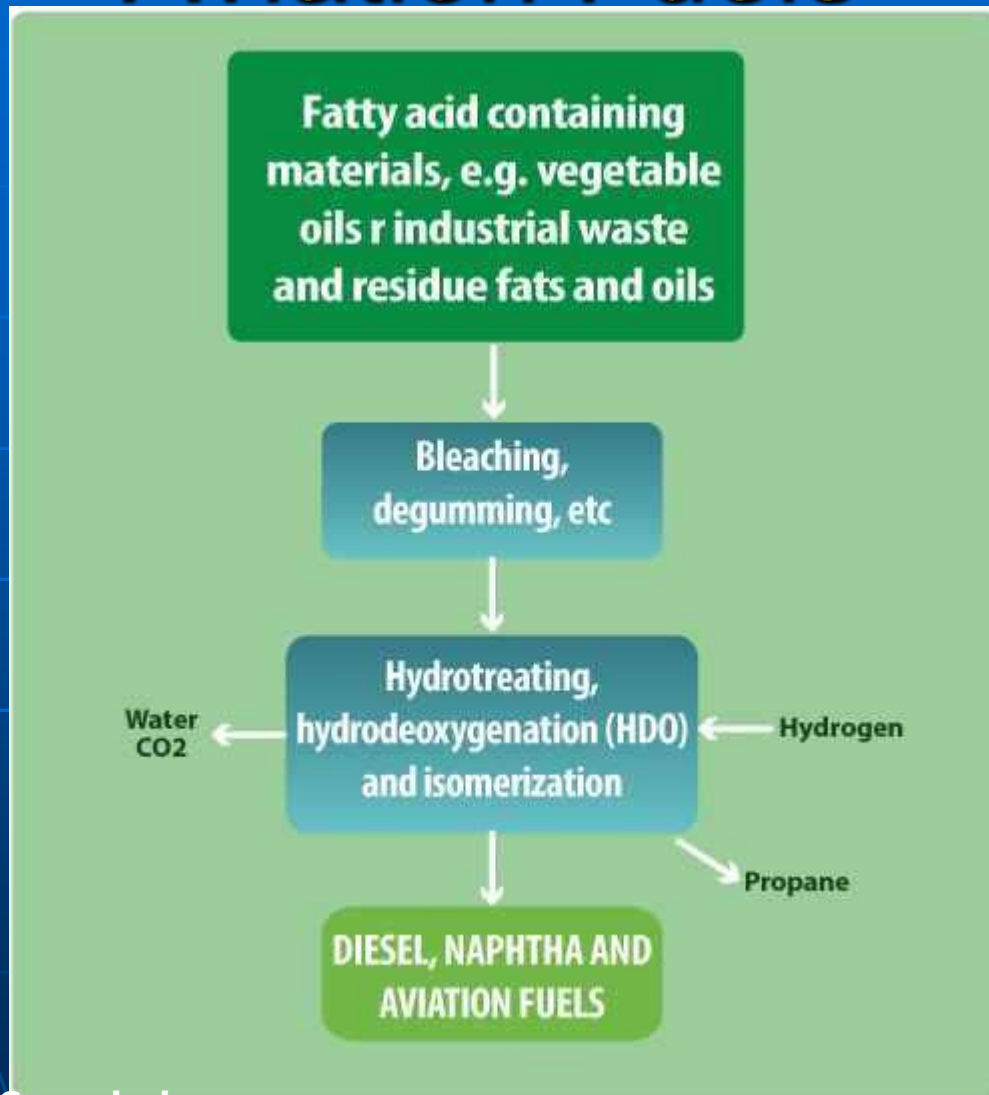 Fatty acid containing
materials, e.g. vegetable
oils r industrial waste
and residue fats and oils
Bleaching,
degumming, etc
Hydrotreating,
hydrodeoxygenation (HDO)
and isomerization
Water
CO2
Hydrogen
Propane
DIESEL, NAPHTHA AND
AVIATION FUELS